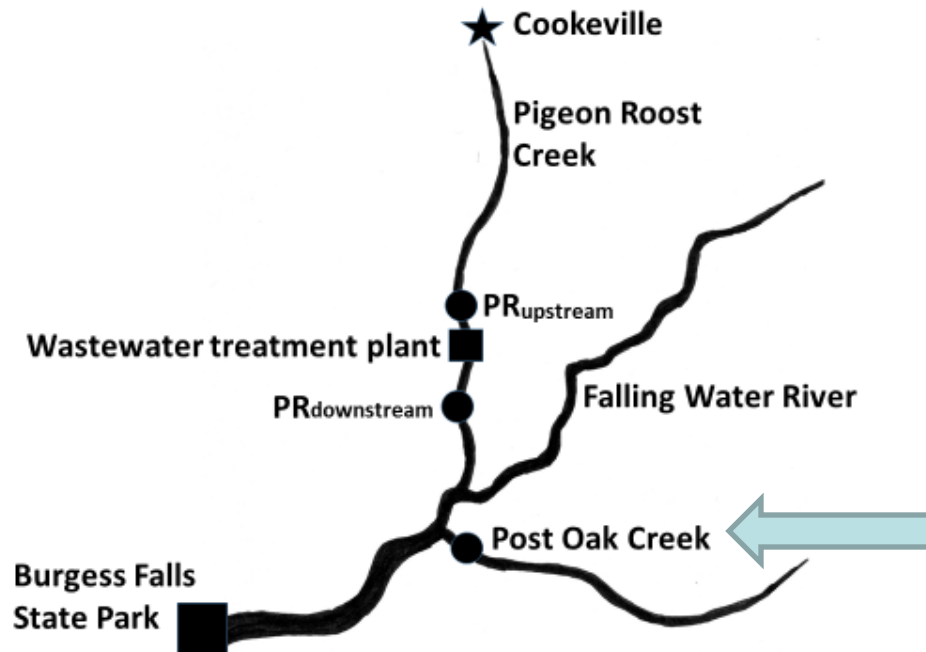 Cookeville
Pigeon Roost
Creek
PRupstream
Wastewater treatment plant
PRdownstream
Falling Water River
Post Oak Creek
Burgess Falls
State Park